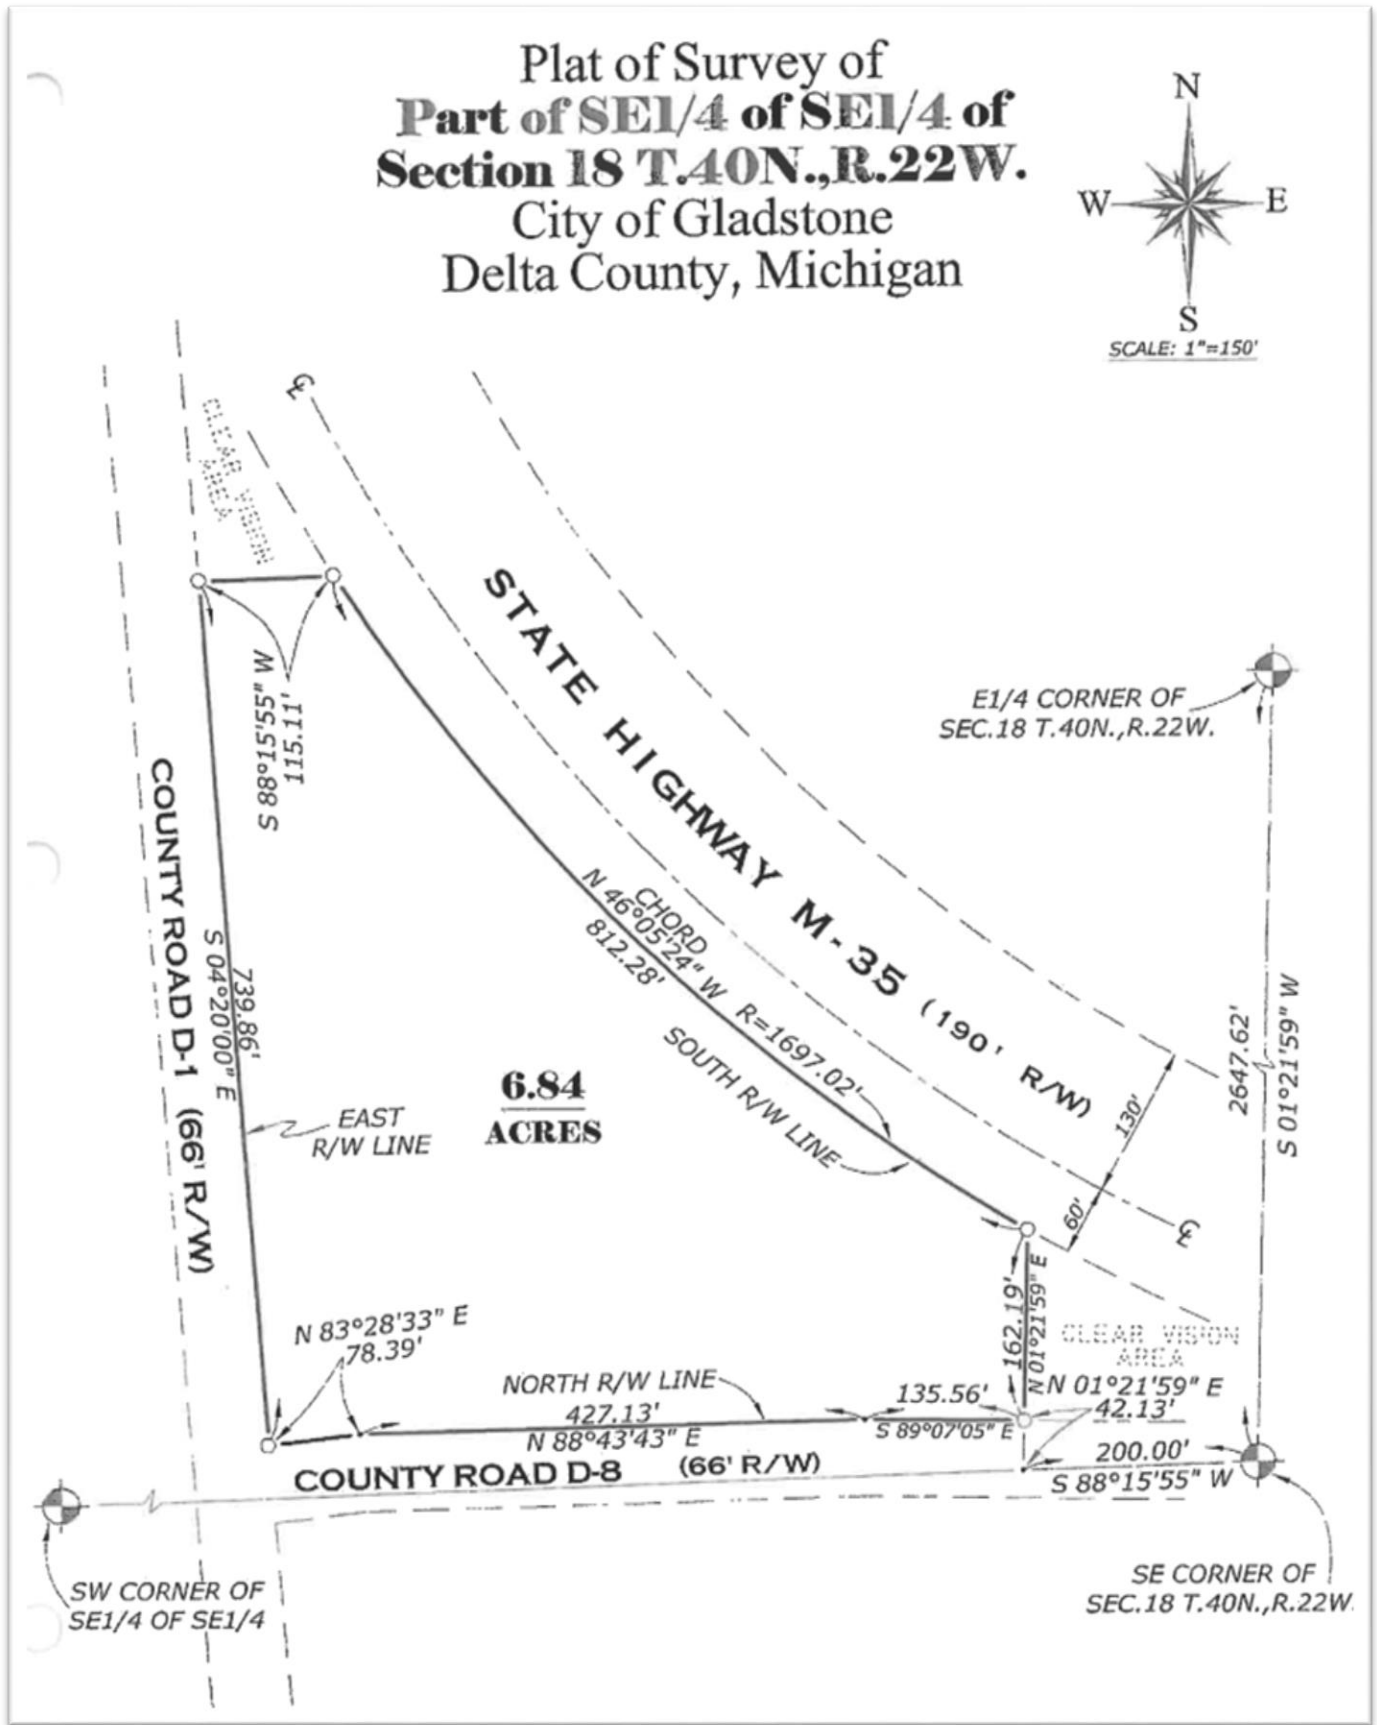 Plat of Survey of
Part of SE1/4 of SE1/4 of
Section 18 T.40N.,R.22W.
City of Gladstone
Delta County, Michigan
N
W
E
S
SCALE: 1"=150'
℄
CLEAR VISION
AREA
STATE HIGHWAY M-35 (190' R/W)
E1/4 CORNER OF
SEC.18 T.40N.,R.22W.
S 88°15'55" W
115.11'
COUNTY ROAD D-1 (66' R/W)
S 04°20'00" E
739.86'
CHORD
N 46°05'24" W
812.28'
R=1697.02'
SOUTH R/W LINE
2647.62'
S 01°21'59" W
6.84
ACRES
EAST
R/W LINE
130'
60'
℄
162.19'
N 01°21'59" E
CLEAR VISION
AREA
N 83°28'33" E
78.39'
NORTH R/W LINE
427.13'
N 88°43'43" E
135.56'
S 89°07'05" E
N 01°21'59" E
42.13'
200.00'
S 88°15'55" W
COUNTY ROAD D-8 (66' R/W)
SW CORNER OF
SE1/4 OF SE1/4
SE CORNER OF
SEC.18 T.40N.,R.22W.